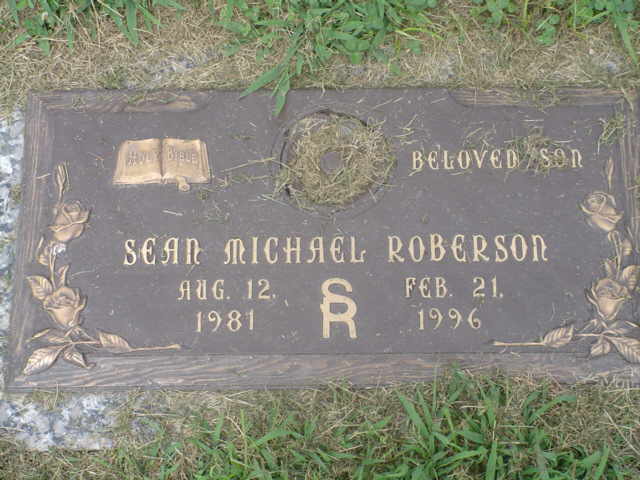 HOLY BIBLE
BELOVED SON
SEAN MICHAEL ROBERSON
AUG. 12, 1981
SR
FEB. 21, 1996